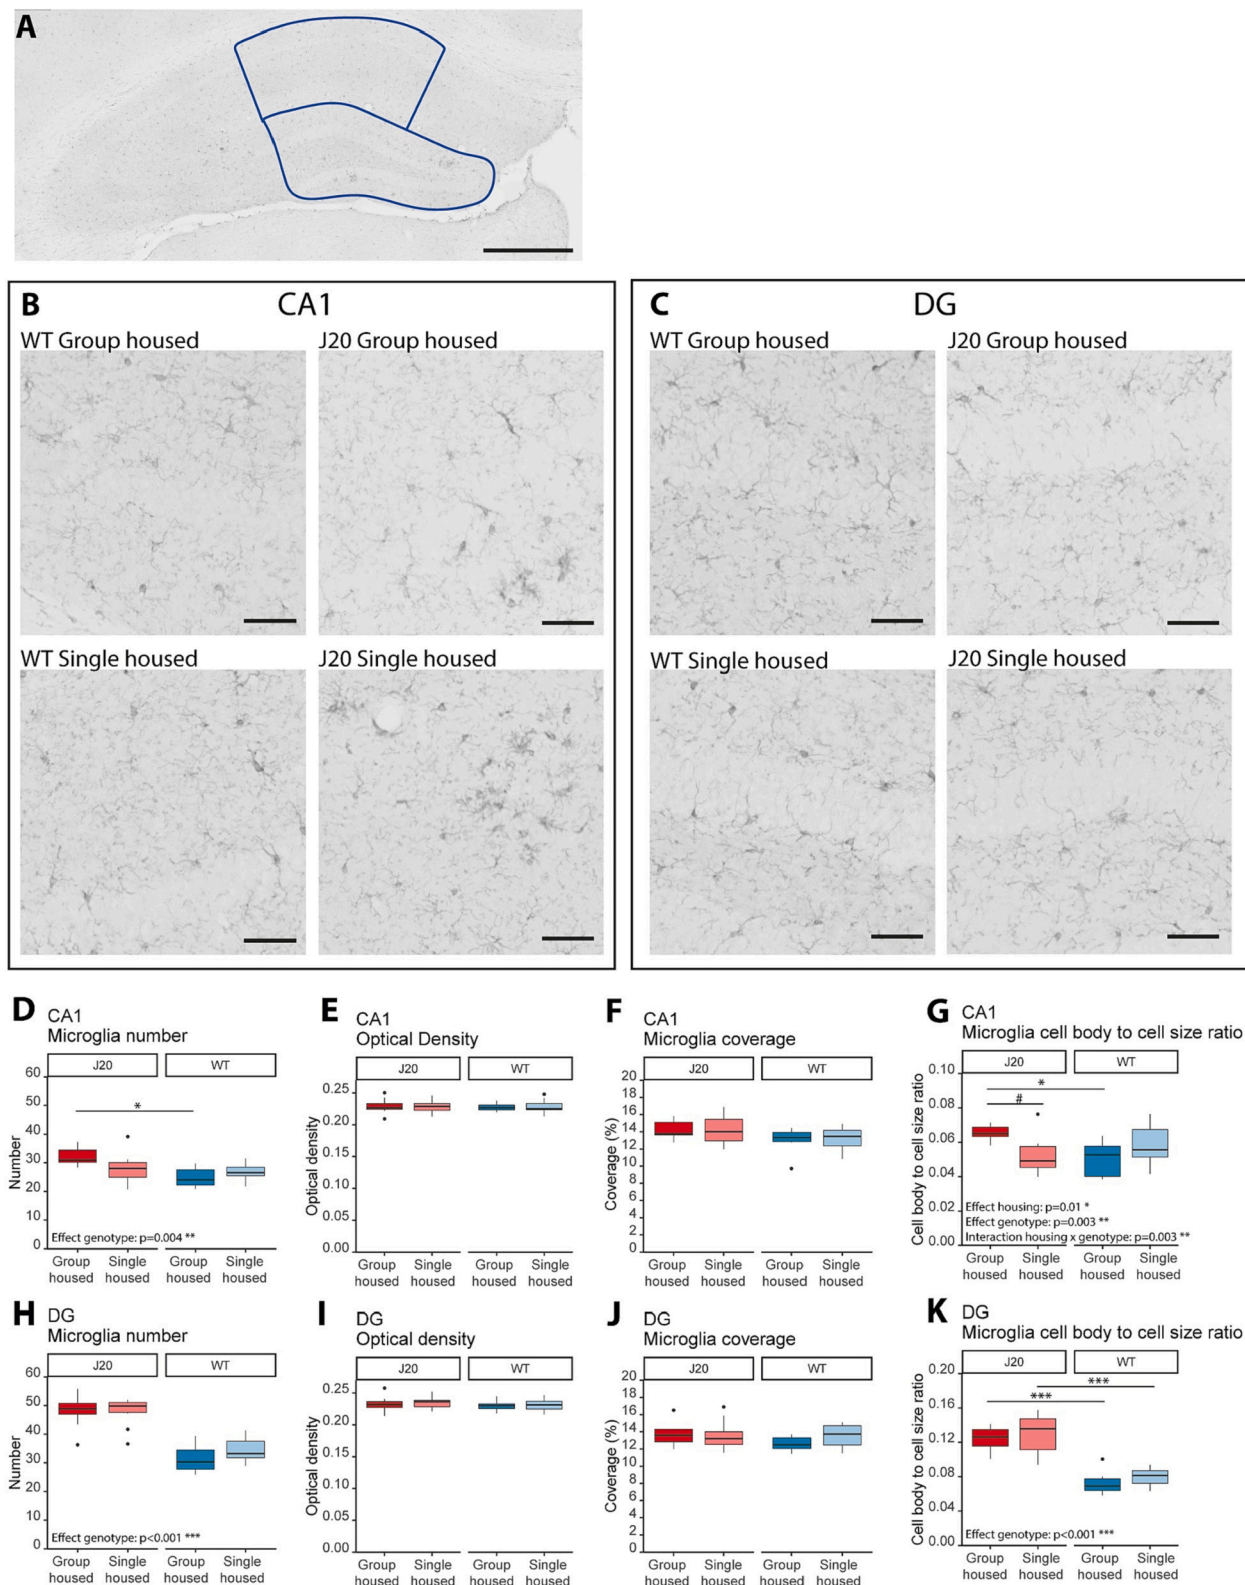 A
B CA1
WT Group housed
J20 Group housed
WT Single housed
J20 Single housed
C DG
WT Group housed
J20 Group housed
WT Single housed
J20 Single housed
D CA1
Microglia number
J20 WT
60
50
40
30
20
10
0
Number
*
Effect genotype: p=0.004 **
Group housed
Single housed
Group housed
Single housed
E CA1
Optical Density
J20 WT
0.25
0.20
0.15
0.10
0.05
0.00
Optical density
Group housed
Single housed
Group housed
Single housed
F CA1
Microglia coverage
J20 WT
20
18
16
14
12
10
8
6
4
2
0
Coverage (%)
Group housed
Single housed
Group housed
Single housed
G CA1
Microglia cell body to cell size ratio
J20 WT
0.10
0.08
0.06
0.04
0.02
0.00
Cell body to cell size ratio
*
#
Effect housing: p=0.01 *
Effect genotype: p=0.003 **
Interaction housing x genotype: p=0.003 **
Group housed
Single housed
Group housed
Single housed
H DG
Microglia number
J20 WT
60
50
40
30
20
10
0
Number
Effect genotype: p<0.001 ***
Group housed
Single housed
Group housed
Single housed
I DG
Optical density
J20 WT
0.25
0.20
0.15
0.10
0.05
0.00
Optical density
Group housed
Single housed
Group housed
Single housed
J DG
Microglia coverage
J20 WT
20
18
16
14
12
10
8
6
4
2
0
Coverage (%)
Group housed
Single housed
Group housed
Single housed
K DG
Microglia cell body to cell size ratio
J20 WT
0.20
0.16
0.12
0.08
0.04
0.00
Cell body to cell size ratio
***
***
Effect genotype: p<0.001 ***
Group housed
Single housed
Group housed
Single housed